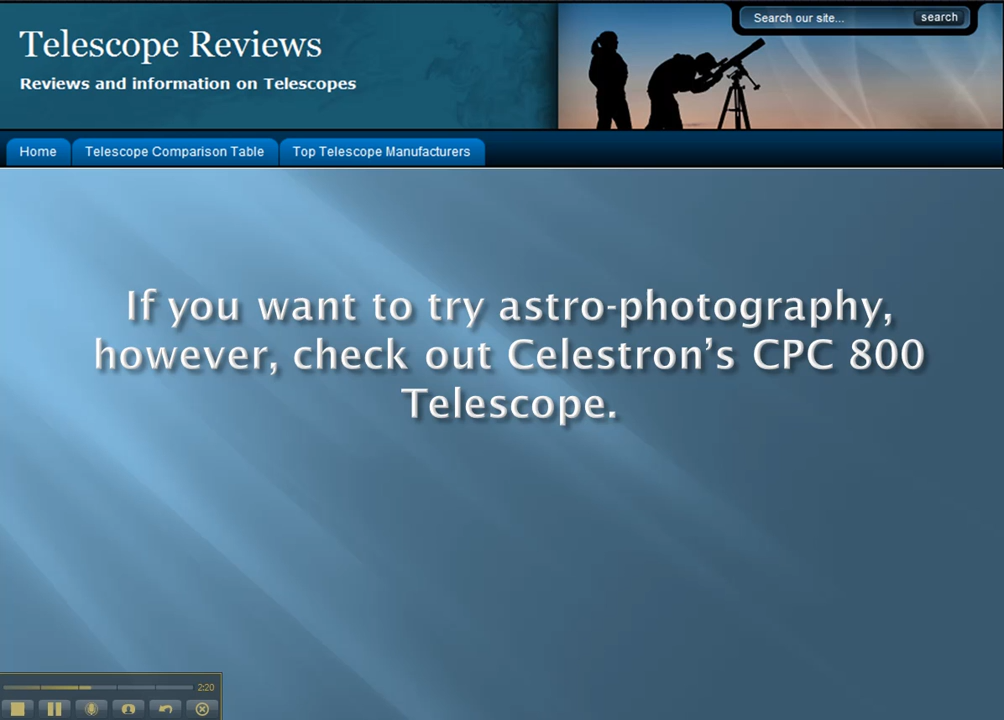 Search our site... search
Telescope Reviews
Reviews and information on Telescopes
Home Telescope Comparison Table Top Telescope Manufacturers
If you want to try astro-photography,
however, check out Celestron’s CPC 800
Telescope.
2:20